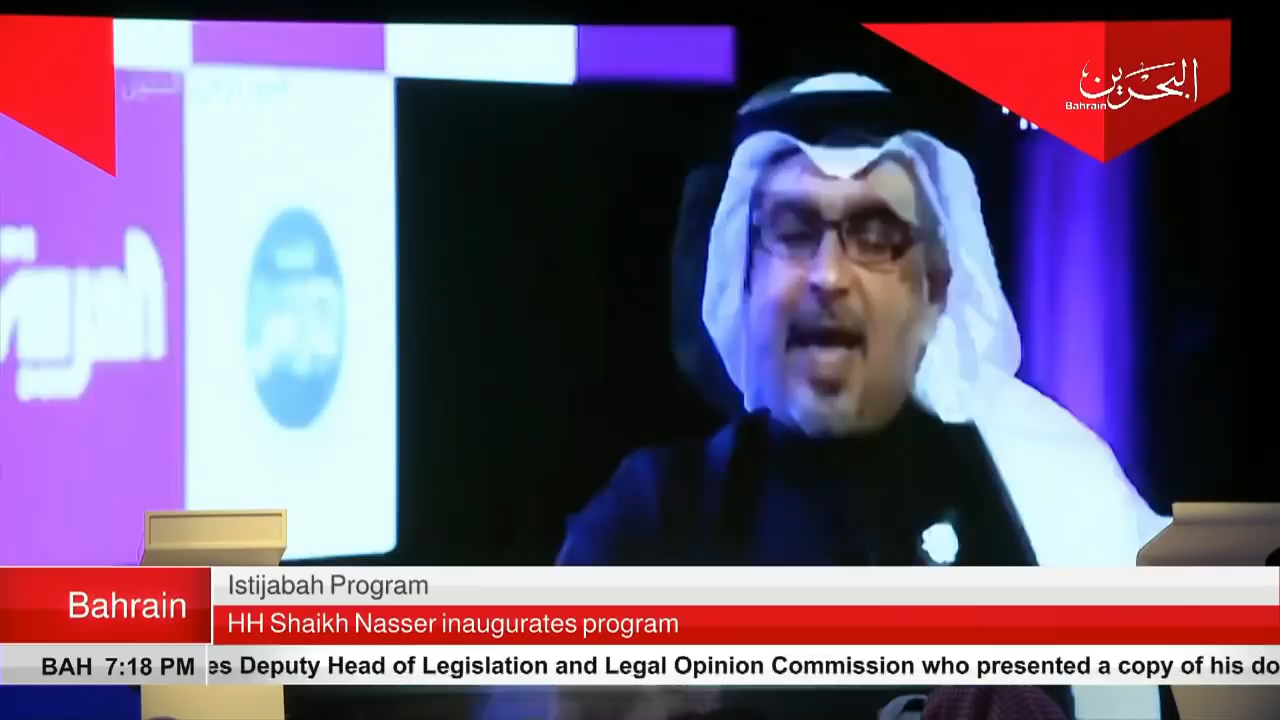 البحرين
Bahrain
Bahrain
Istijabah Program
HH Shaikh Nasser inaugurates program
BAH 7:18 PM
es Deputy Head of Legislation and Legal Opinion Commission who presented a copy of his do